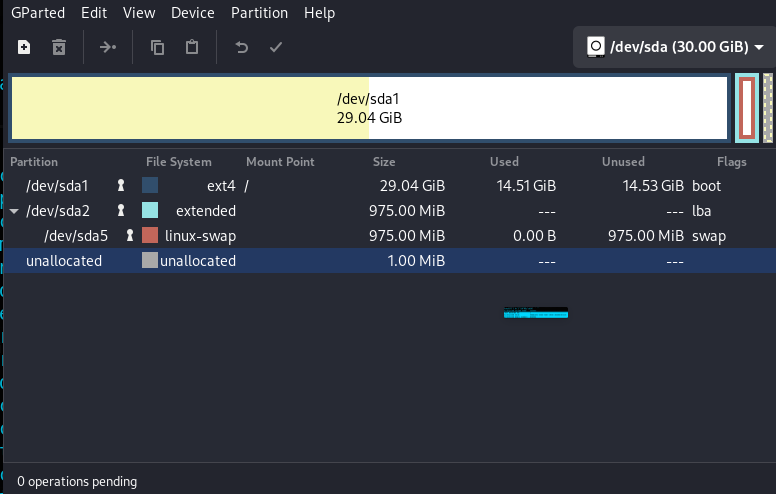 GParted Edit View Device Partition Help
/dev/sda (30.00 GiB)
/dev/sda1
29.04 GiB
Partition File System Mount Point Size Used Unused Flags
/dev/sda1 ext4 / 29.04 GiB 14.51 GiB 14.53 GiB boot
/dev/sda2 extended 975.00 MiB --- --- lba
/dev/sda5 linux-swap 975.00 MiB 0.00 B 975.00 MiB swap
unallocated unallocated 1.00 MiB --- ---
0 operations pending